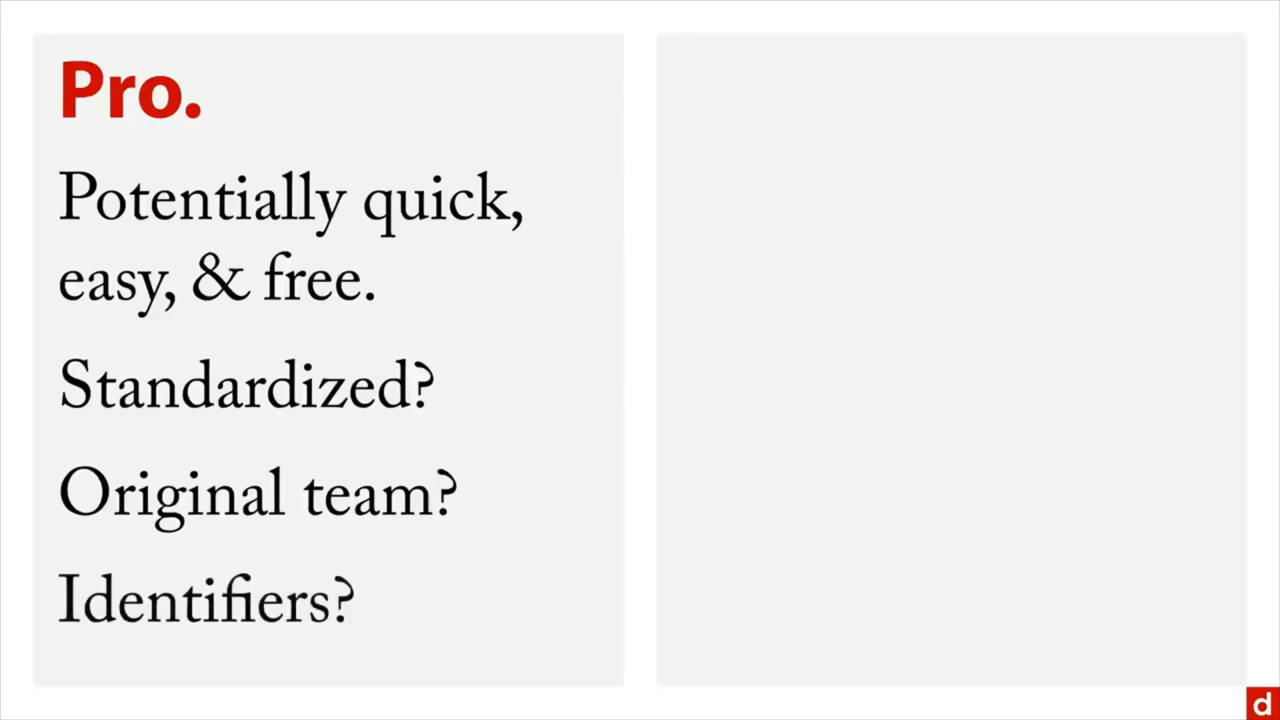 Pro.
Potentially quick,
easy, & free.
Standardized?
Original team?
Identifiers?
d